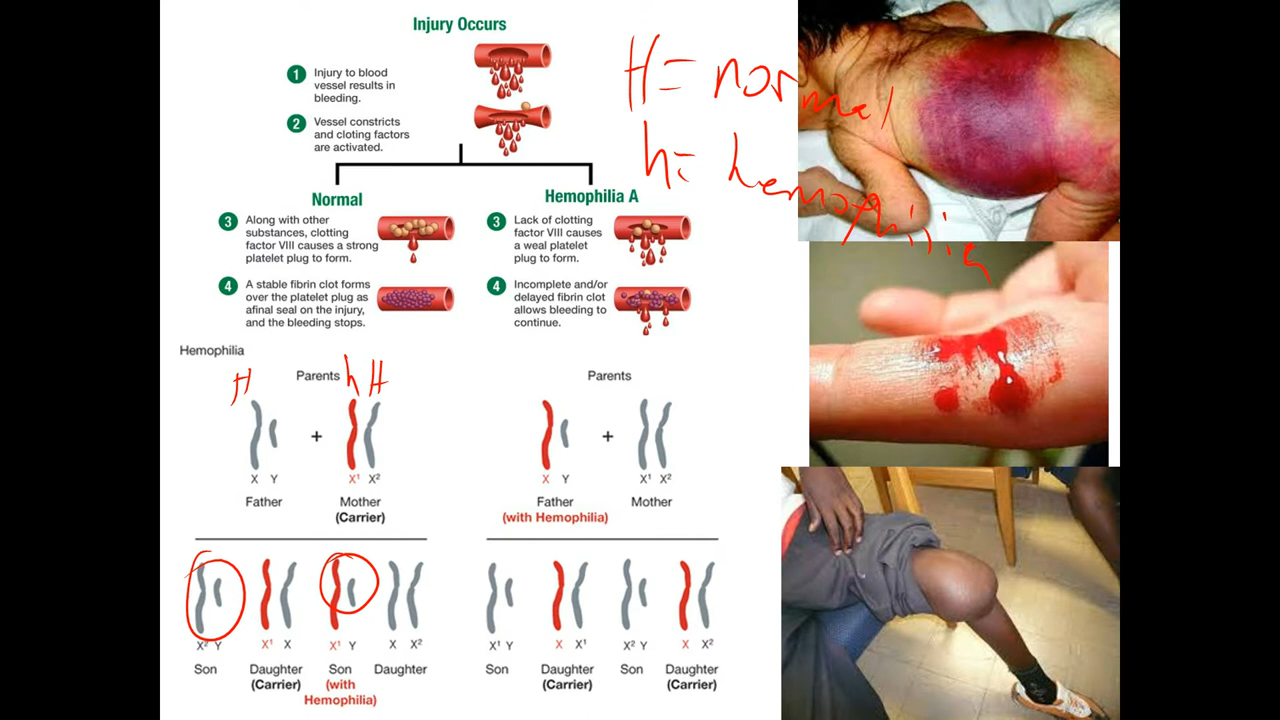 Injury Occurs
1 Injury to blood
vessel results in
bleeding.
2 Vessel constricts
and cloting factors
are activated.
H = normal
h = hemophilia
Normal
3 Along with other
substances, clotting
factor VIII causes a strong
platelet plug to form.
4 A stable fibrin clot forms
over the platelet plug as
afinal seal on the injury,
and the bleeding stops.
Hemophilia A
3 Lack of clotting
factor VIII causes
a weal platelet
plug to form.
4 Incomplete and/or
delayed fibrin clot
allows bleeding to
continue.
Hemophilia
Parents
H h H
X Y + X¹ X²
Father Mother
(Carrier)
X² Y X¹ X X¹ Y X X²
Son Daughter Son Daughter
(Carrier) (with
Hemophilia)
Parents
X Y + X¹ X²
Father Mother
(with Hemophilia)
X¹ Y X X¹ X² Y X X²
Son Daughter Son Daughter
(Carrier) (Carrier)